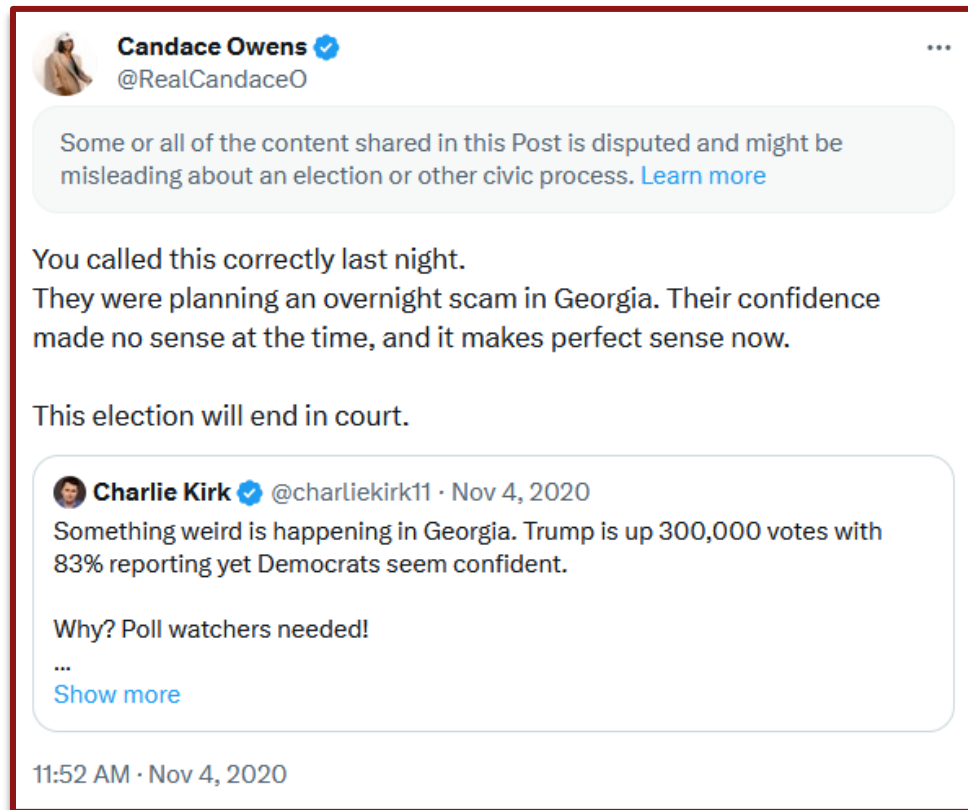 Candace Owens
@RealCandaceO
Some or all of the content shared in this Post is disputed and might be
misleading about an election or other civic process. Learn more
You called this correctly last night.
They were planning an overnight scam in Georgia. Their confidence
made no sense at the time, and it makes perfect sense now.
This election will end in court.
Charlie Kirk @charliekirk11 · Nov 4, 2020
Something weird is happening in Georgia. Trump is up 300,000 votes with
83% reporting yet Democrats seem confident.
Why? Poll watchers needed!
...
Show more
11:52 AM · Nov 4, 2020